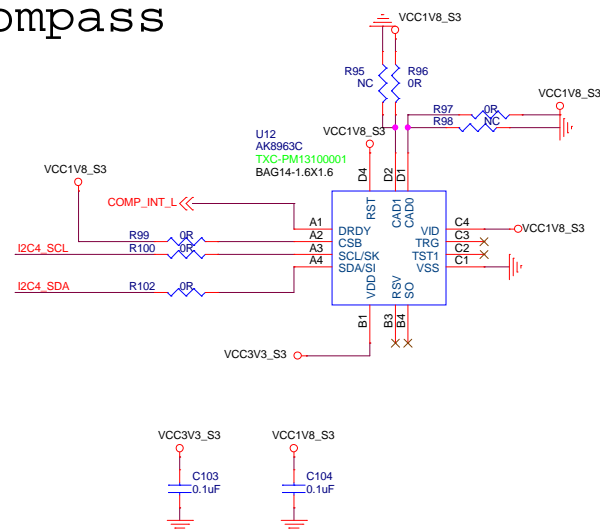 ompass
VCC1V8_S3
R95
NC
R96
0R
VCC1V8_S3
R97
0R
R98
NC
U12
AK8963C
TXC-PM13100001
BAG14-1.6X1.6
VCC1V8_S3
VCC1V8_S3
COMP_INT_L
D4
D2
D1
RST
CAD1
CAD0
A1
DRDY
A2
CSB
A3
SCL/SK
A4
SDA/SI
VID
C4
VCC1V8_S3
TRG
C3
TST1
C2
VSS
C1
R99
0R
I2C4_SCL
R100
0R
I2C4_SDA
R102
0R
VDD
RSV
SO
B1
B3
B4
VCC3V3_S3
VCC3V3_S3
C103
0.1uF
VCC1V8_S3
C104
0.1uF